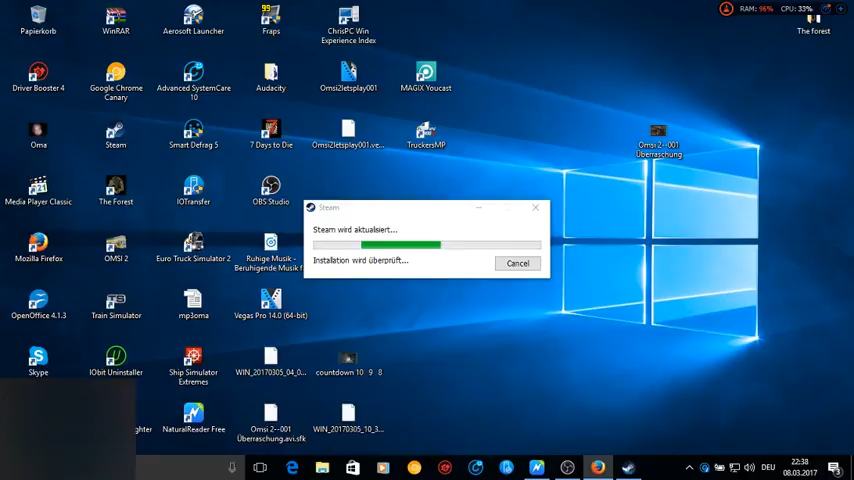 RAM: 96% CPU: 33%
Papierkorb
WinRAR
Aerosoft Launcher
99
Fraps
ChrisPC Win
Experience Index
The forest
Driver Booster 4
Google Chrome
Canary
Advanced SystemCare
10
Audacity
Omsi2letsplay001
MAGIX Youcast
Oma
Steam
Smart Defrag 5
7 Days to Die
Omsi2letsplay001.ve...
TruckersMP
Omsi 2--001
Überraschung
Media Player Classic
The Forest
IOTransfer
OBS Studio
Steam
Steam wird aktualisiert...
Installation wird überprüft...
Cancel
Mozilla Firefox
OMSI 2
Euro Truck Simulator 2
Ruhige Musik -
Beruhigende Musik f...
OpenOffice 4.1.3
Train Simulator
mp3oma
Vegas Pro 14.0 (64-bit)
Skype
IObit Uninstaller
Ship Simulator
Extremes
WIN_20170305_04_0...
countdown 10 9 8
ghter
NaturalReader Free
Omsi 2--001
Überraschung.avi.sfk
WIN_20170305_10_3...
DEU
22:38
08.03.2017
3